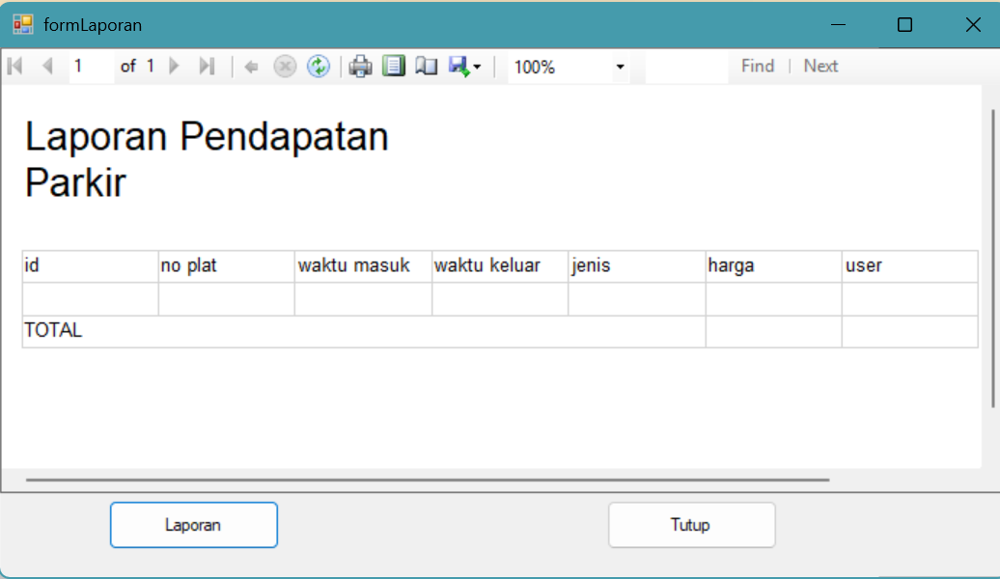 formLaporan
1 of 1 100% Find | Next
Laporan Pendapatan
Parkir
id no plat waktu masuk waktu keluar jenis harga user
TOTAL
Laporan Tutup